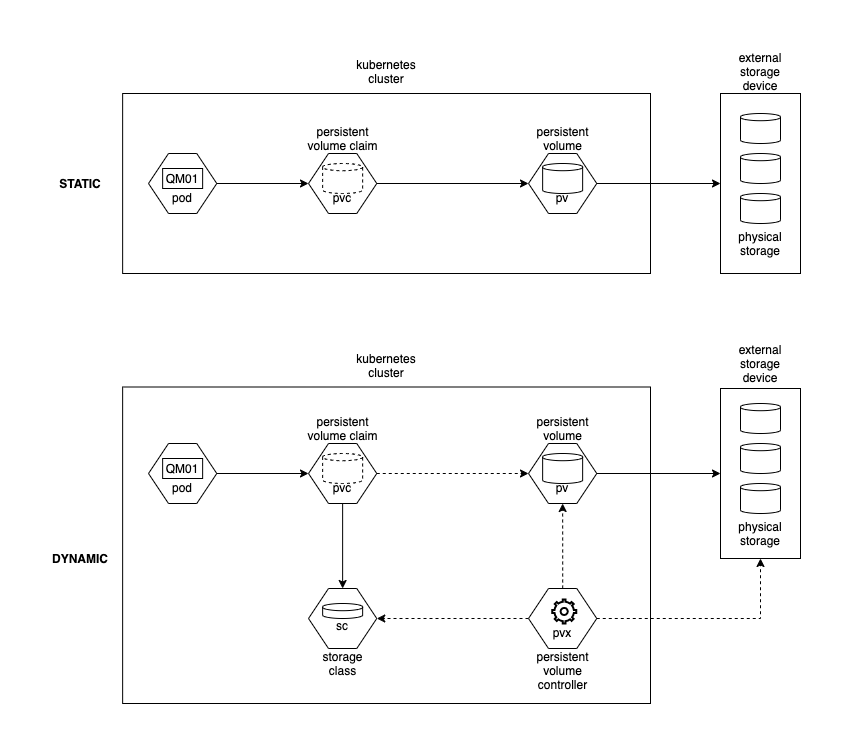 kubernetes
cluster
external
storage
device
STATIC
QM01
pod
persistent
volume claim
pvc
persistent
volume
pv
physical
storage
kubernetes
cluster
external
storage
device
DYNAMIC
QM01
pod
persistent
volume claim
pvc
persistent
volume
pv
physical
storage
sc
storage
class
pvx
persistent
volume
controller